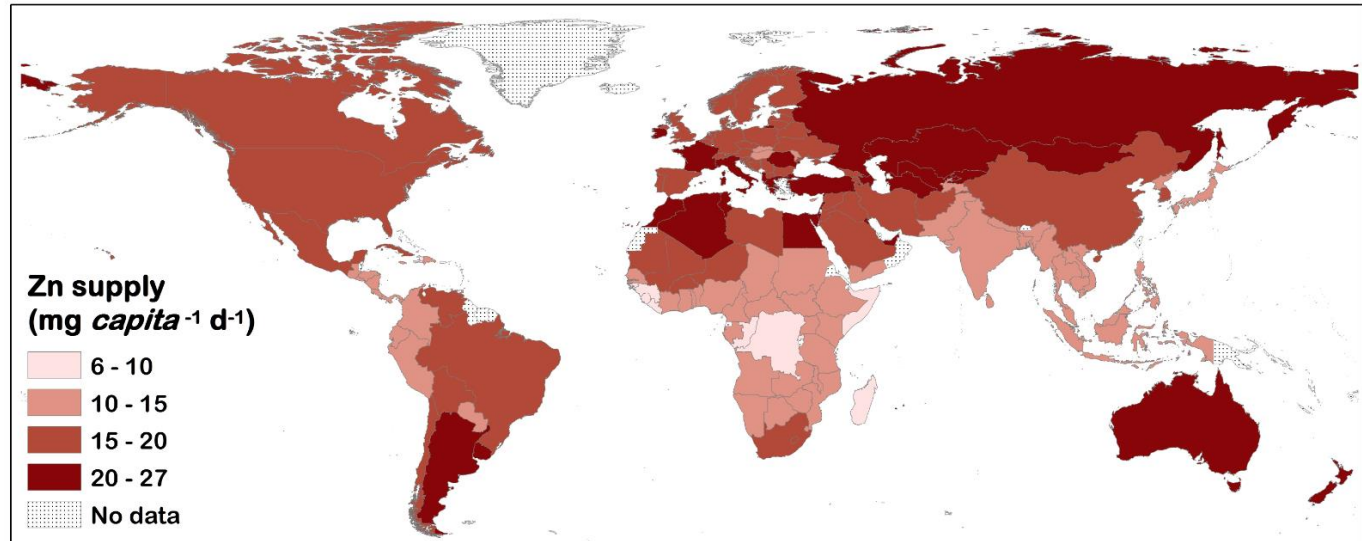 Zn supply
(mg capita -1 d-1)
6 - 10
10 - 15
15 - 20
20 - 27
No data